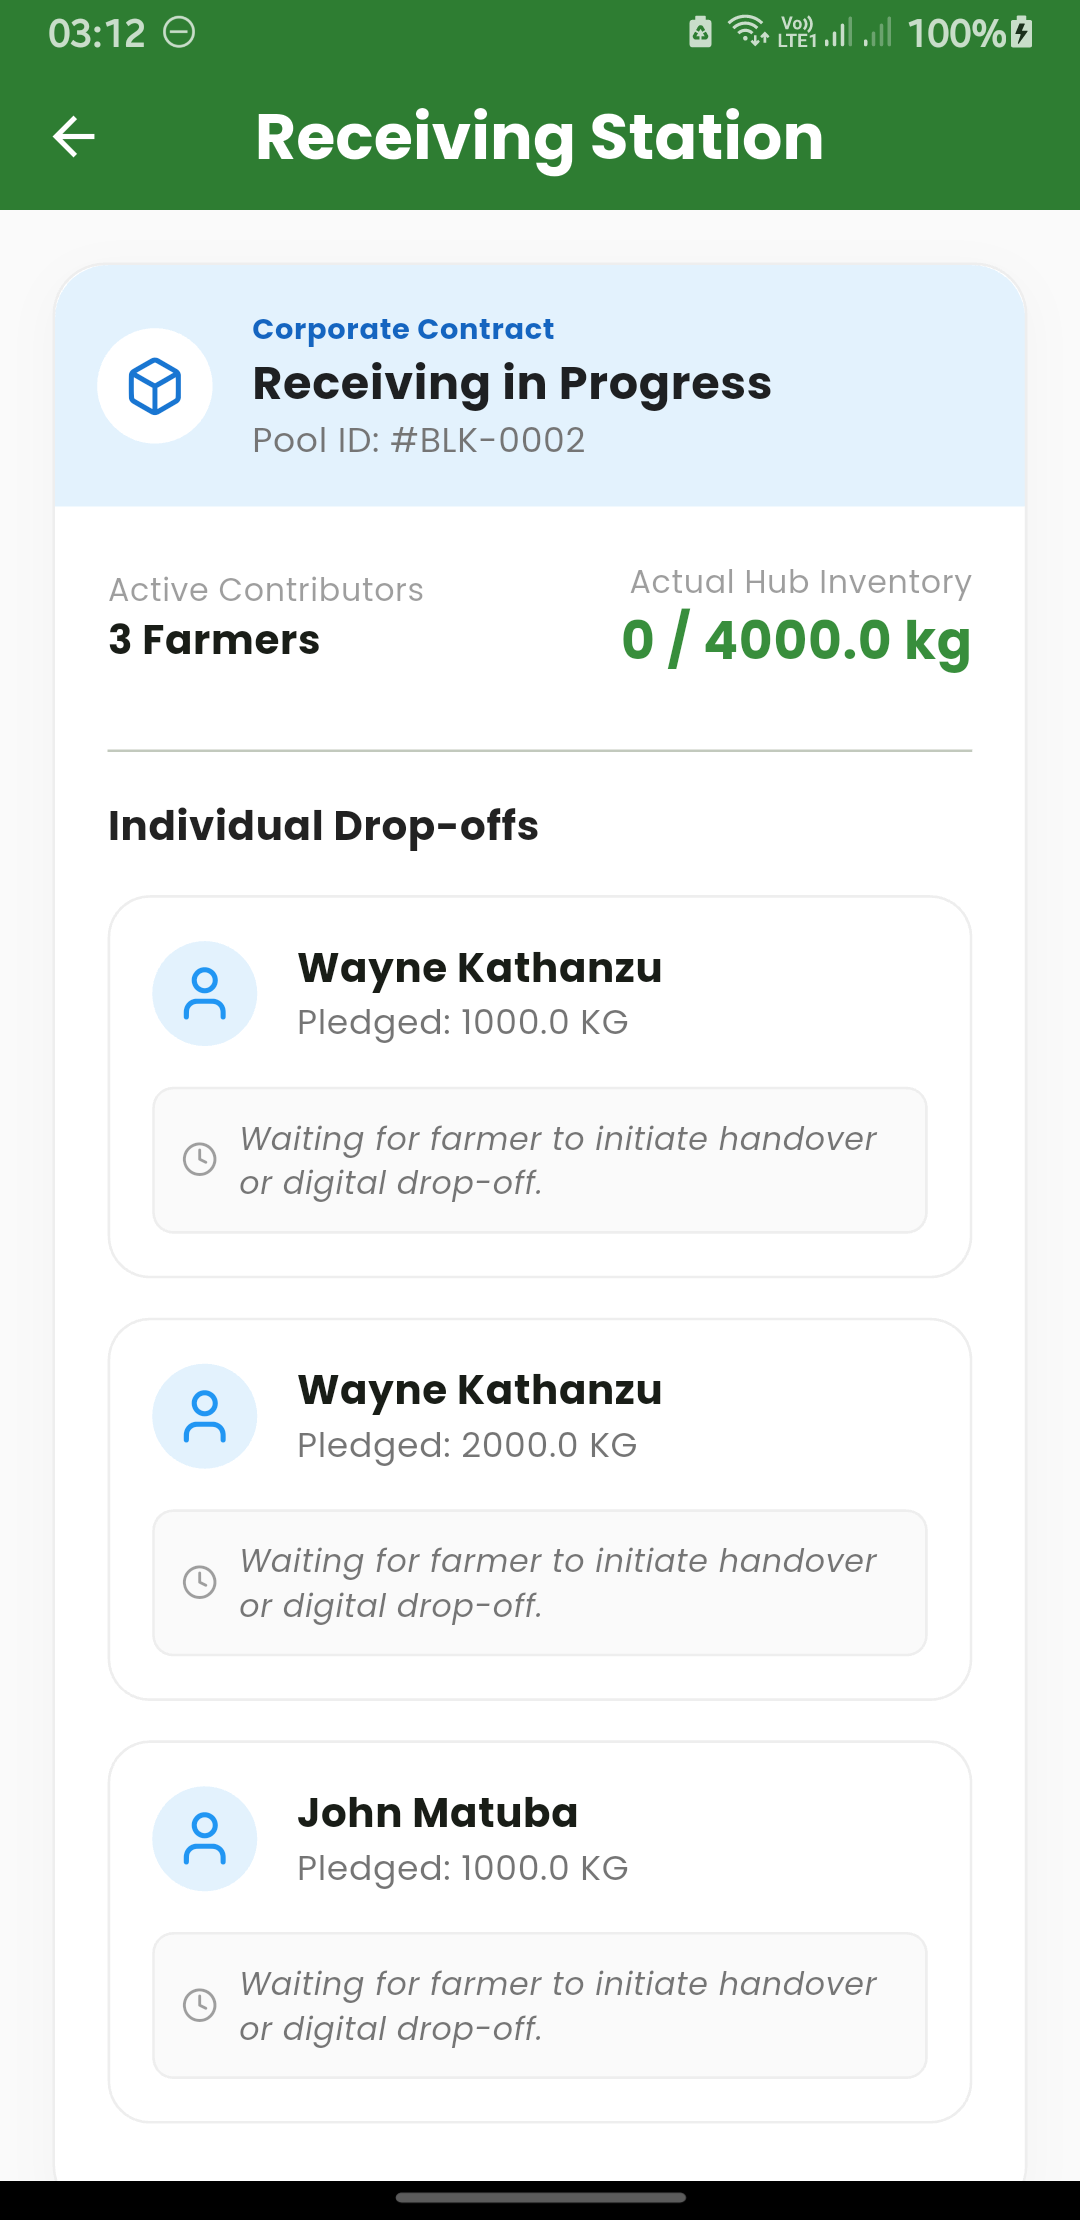 03:12
Vo)) LTE1 100%
Receiving Station
Corporate Contract
Receiving in Progress
Pool ID: #BLK-0002
Active Contributors
3 Farmers
Actual Hub Inventory
0 / 4000.0 kg
Individual Drop-offs
Wayne Kathanzu
Pledged: 1000.0 KG
Waiting for farmer to initiate handover
or digital drop-off.
Wayne Kathanzu
Pledged: 2000.0 KG
Waiting for farmer to initiate handover
or digital drop-off.
John Matuba
Pledged: 1000.0 KG
Waiting for farmer to initiate handover
or digital drop-off.